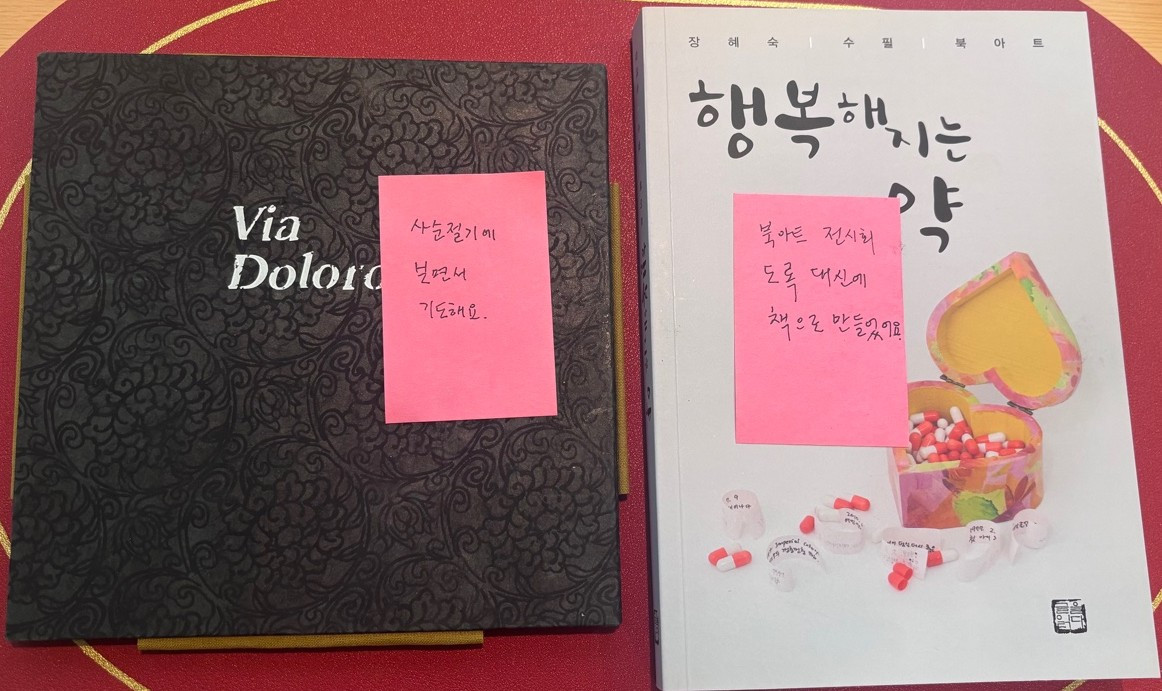 Via
Doloro
사순절기에
보면서
기도해요.
장혜숙 | 수필 | 북아트
행복해지는
약
북아트 전시회
도록 대신에
책으로 만들었어요.